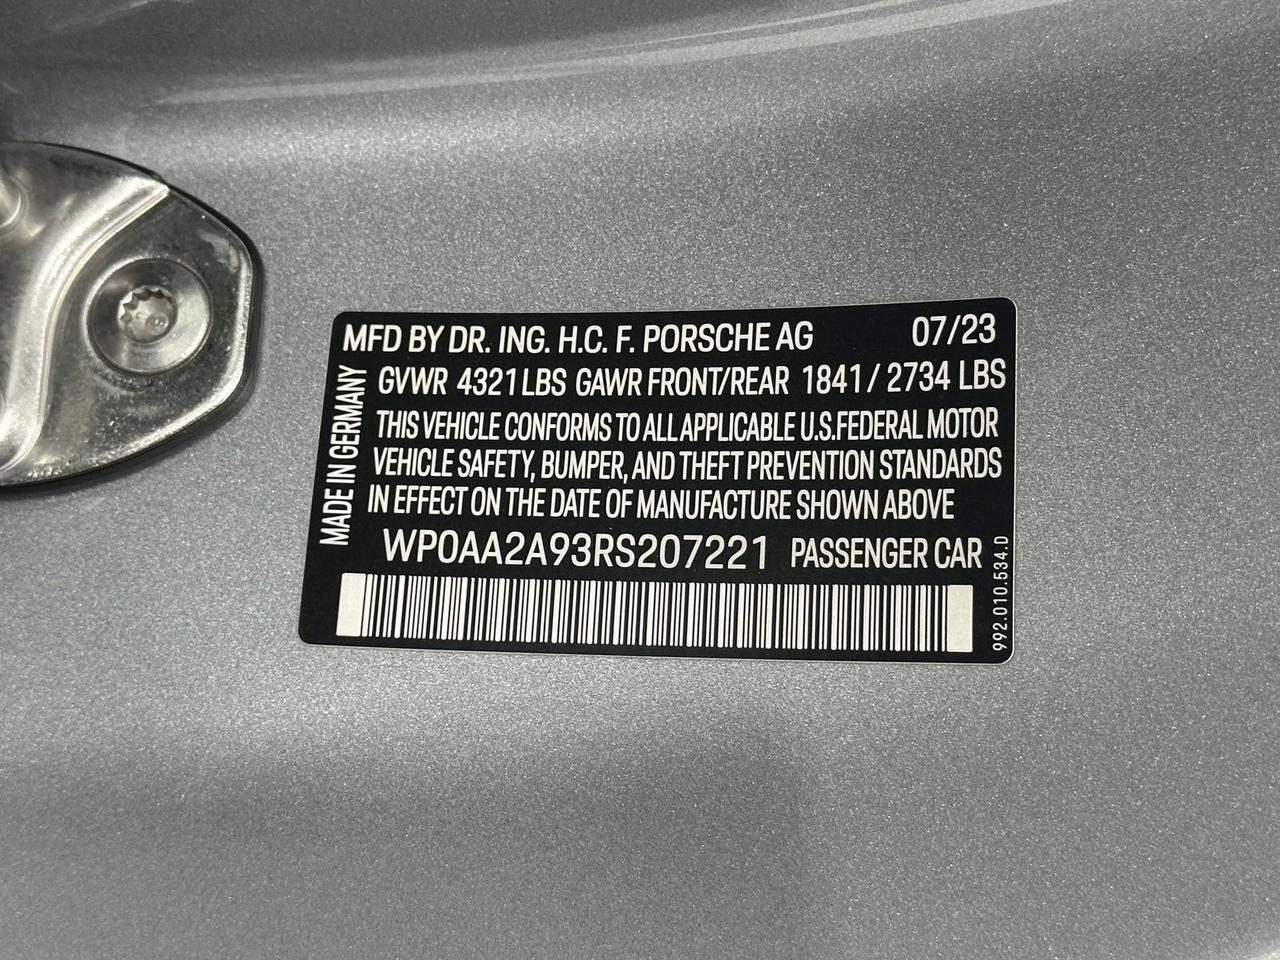 MFD BY DR. ING. H.C. F. PORSCHE AG 07/23
GVWR 4321 LBS GAWR FRONT/REAR 1841 / 2734 LBS
THIS VEHICLE CONFORMS TO ALL APPLICABLE U.S.FEDERAL MOTOR
VEHICLE SAFETY, BUMPER, AND THEFT PREVENTION STANDARDS
IN EFFECT ON THE DATE OF MANUFACTURE SHOWN ABOVE
WP0AA2A93RS207221 PASSENGER CAR
MADE IN GERMANY
992.010.534.D